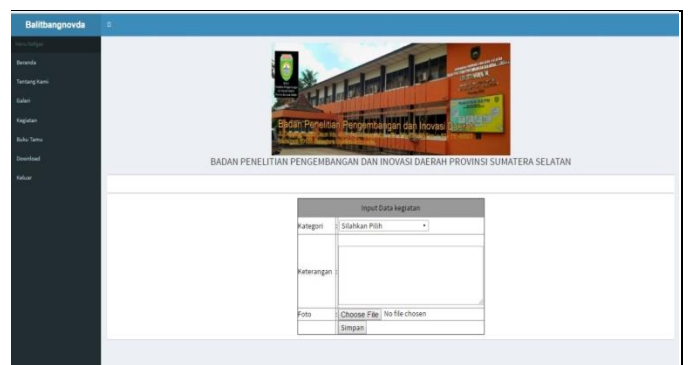 Balitbangnovda
Menu Navigasi
Beranda
Tentang Kami
Galeri
Kegiatan
Buku Tamu
Download
Keluar
Badan Penelitian Pengembangan dan Inovasi Daerah
BADAN PENELITIAN PENGEMBANGAN DAN INOVASI DAERAH PROVINSI SUMATERA SELATAN
Input Data kegiatan
Kategori : Silahkan Pilih
Keterangan :
Foto : Choose File No file chosen
Simpan